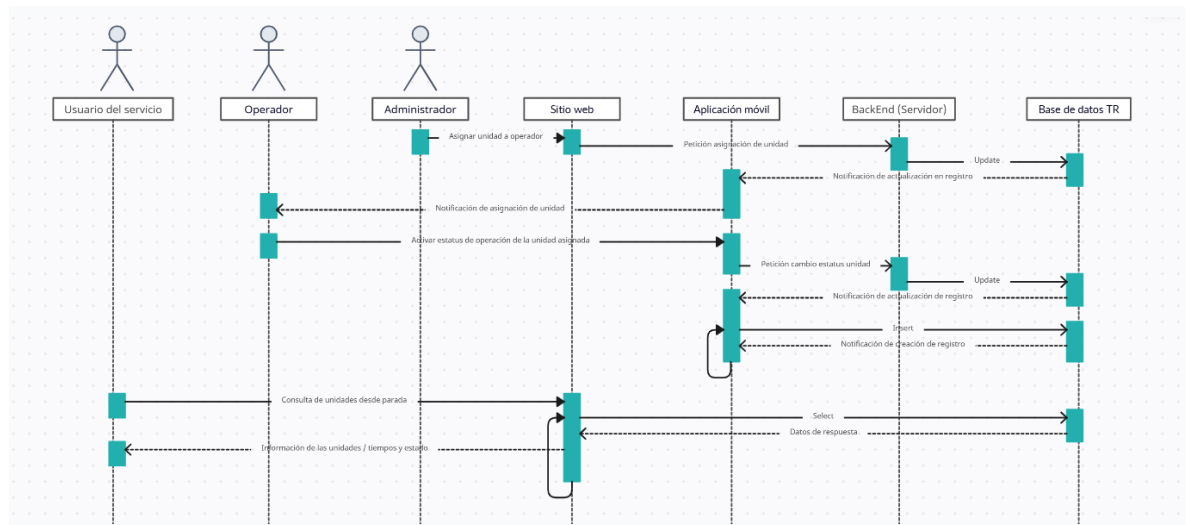 Usuario del servicio
Operador
Administrador
Sitio web
Aplicación móvil
BackEnd (Servidor)
Base de datos TR
Asignar unidad a operador
Petición asignación de unidad
Update
Notificación de actualización en registro
Notificación de asignación de unidad
Activar estatus de operación de la unidad asignada
Petición cambio estatus unidad
Update
Notificación de actualización de registro
Insert
Notificación de creación de registro
Consulta de unidades desde parada
Select
Datos de respuesta
Información de las unidades / tiempos y estado